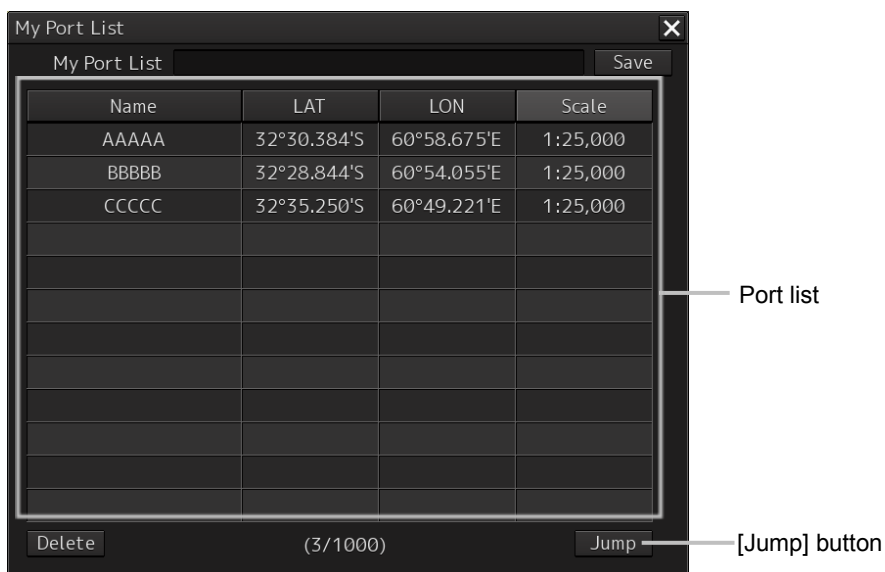 My Port List
My Port List Save
Name LAT LON Scale
AAAAA 32°30.384'S 60°58.675'E 1:25,000
BBBBB 32°28.844'S 60°54.055'E 1:25,000
CCCCC 32°35.250'S 60°49.221'E 1:25,000
Port list
Delete (3/1000) Jump [Jump] button